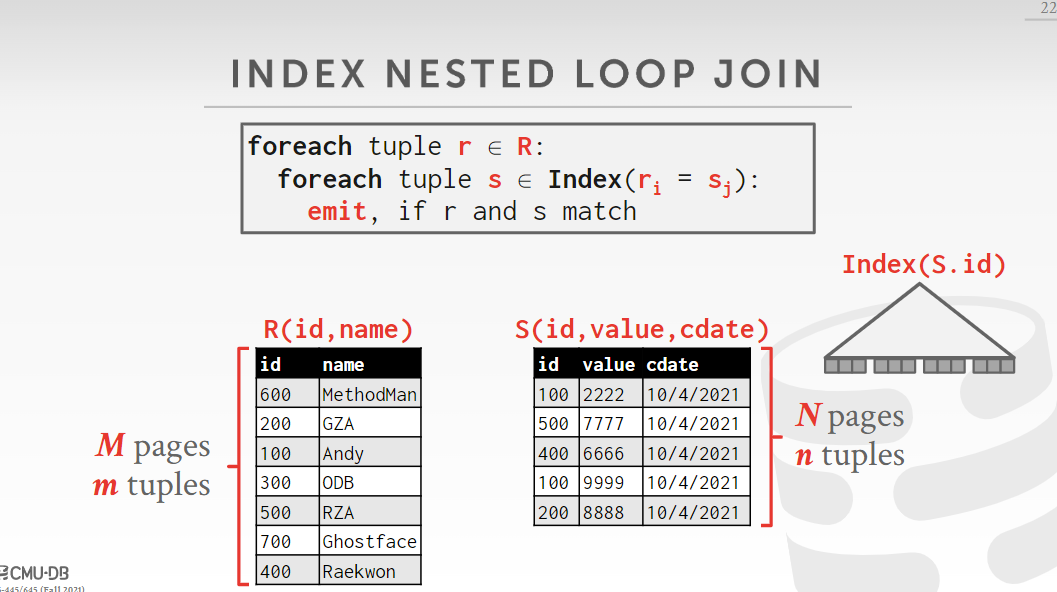 22
INDEX NESTED LOOP JOIN
foreach tuple r ∈ R:
foreach tuple s ∈ Index(rᵢ = sⱼ):
emit, if r and s match
Index(S.id)
R(id,name)
id name
600 MethodMan
200 GZA
100 Andy
300 ODB
500 RZA
700 Ghostface
400 Raekwon
M pages
m tuples
S(id,value,cdate)
id value cdate
100 2222 10/4/2021
500 7777 10/4/2021
400 6666 10/4/2021
100 9999 10/4/2021
200 8888 10/4/2021
N pages
n tuples
CMU-DB
5-445/645 (Fall 2021)